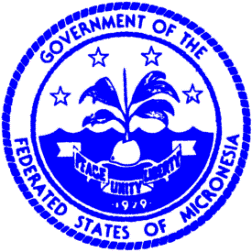 GOVERNMENT OF THE
FEDERATED STATES OF MICRONESIA
PEACE
UNITY
LIBERTY
1979